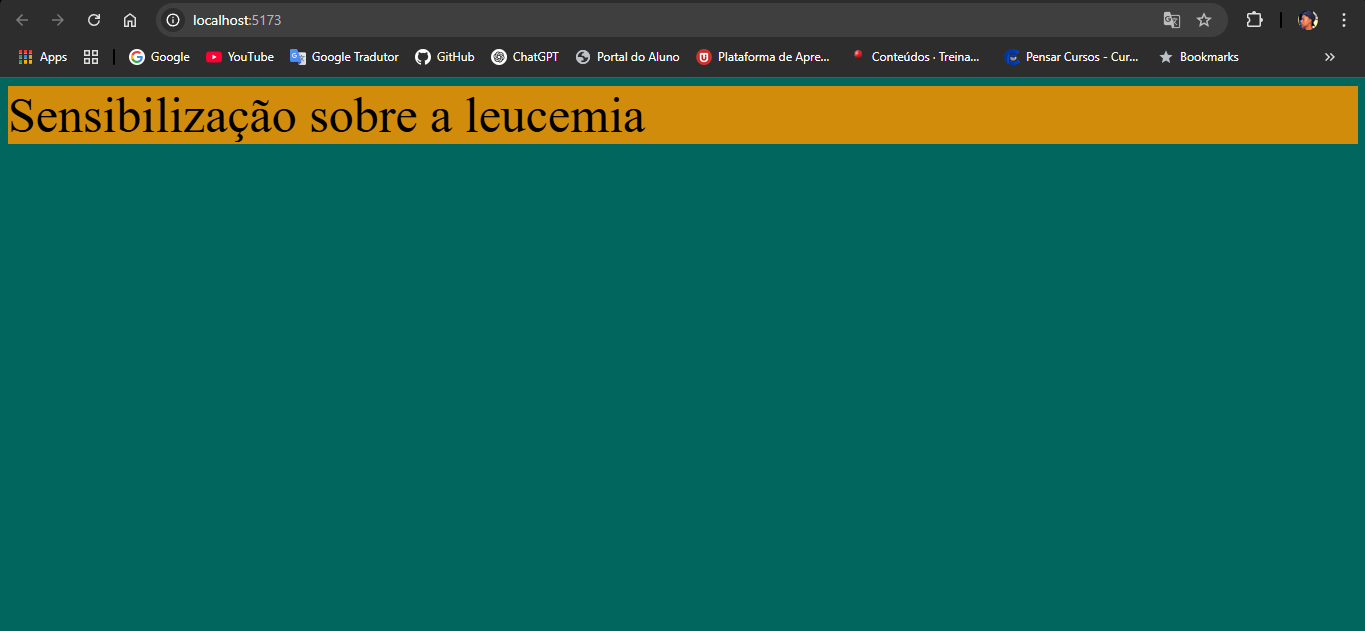 localhost:5173
Apps Google YouTube Google Tradutor GitHub ChatGPT Portal do Aluno Plataforma de Apre... Conteúdos · Treina... Pensar Cursos - Cur... Bookmarks
Sensibilização sobre a leucemia